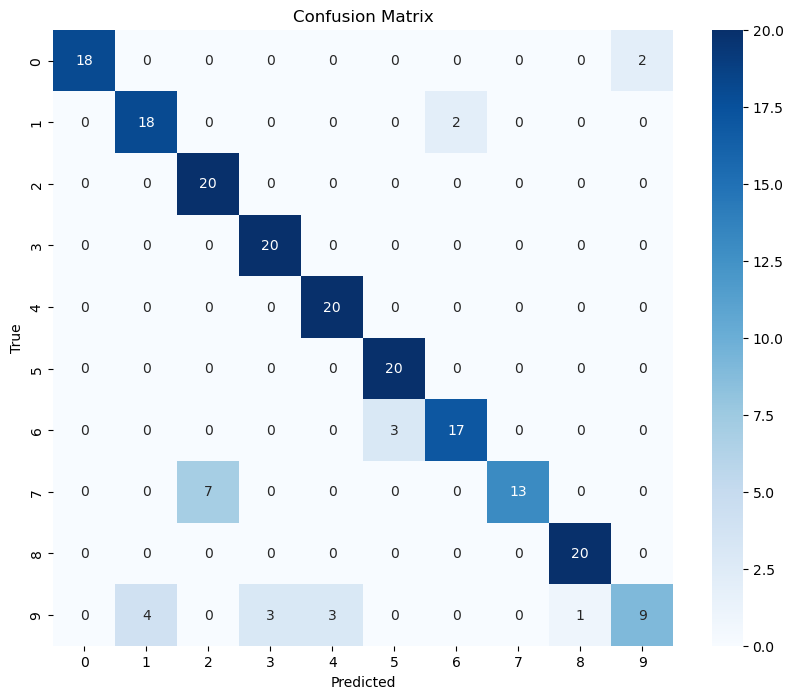 Confusion Matrix
0 18 0 0 0 0 0 0 0 0 2
1 0 18 0 0 0 0 2 0 0 0
2 0 0 20 0 0 0 0 0 0 0
3 0 0 0 20 0 0 0 0 0 0
4 0 0 0 0 20 0 0 0 0 0
5 0 0 0 0 0 20 0 0 0 0
6 0 0 0 0 0 3 17 0 0 0
7 0 0 7 0 0 0 0 13 0 0
8 0 0 0 0 0 0 0 0 20 0
9 0 4 0 3 3 0 0 0 1 9
0 1 2 3 4 5 6 7 8 9
Predicted
True
20.0
17.5
15.0
12.5
10.0
7.5
5.0
2.5
0.0